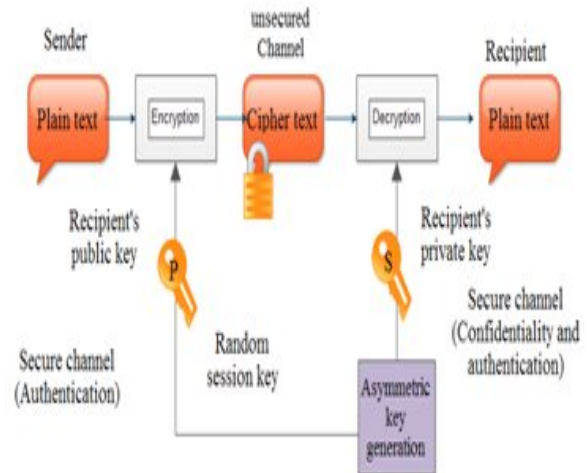 Sender
unsecured
Channel
Recipient
Plain text
Encryption
Cipher text
Decryption
Plain text
Recipient's
public key
P
Recipient's
private key
S
Secure channel
(Authentication)
Random
session key
Secure channel
(Confidentiality and
authentication)
Asymmetric
key
generation